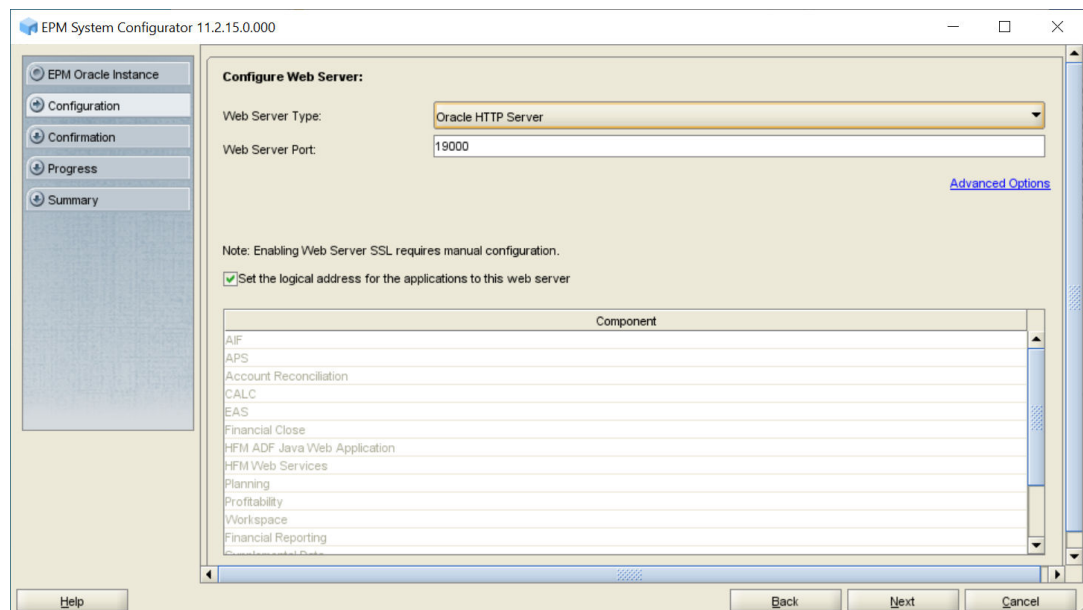 EPM System Configurator 11.2.15.0.000
EPM Oracle Instance
Configuration
Confirmation
Progress
Summary
Configure Web Server:
Web Server Type: Oracle HTTP Server
Web Server Port: 19000
Advanced Options
Note: Enabling Web Server SSL requires manual configuration.
Set the logical address for the applications to this web server
Component
AIF
APS
Account Reconciliation
CALC
EAS
Financial Close
HFM ADF Java Web Application
HFM Web Services
Planning
Profitability
Workspace
Financial Reporting
Supplemental Data
Help Back Next Cancel